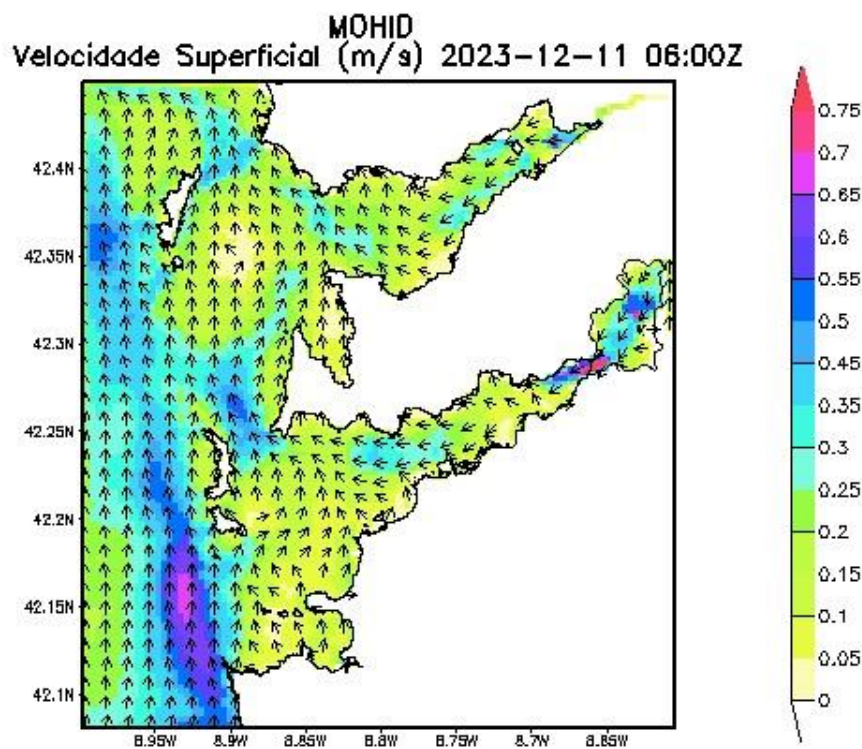 MOHID
Velocidade Superficial (m/s) 2023-12-11 06:00Z
0.75
0.7
0.65
0.6
0.55
0.5
0.45
0.4
0.35
0.3
0.25
0.2
0.15
0.1
0.05
0
42.4N
42.35N
42.3N
42.25N
42.2N
42.15N
42.1N
8.95W 8.9W 8.85W 8.8W 8.75W 8.7W 8.65W